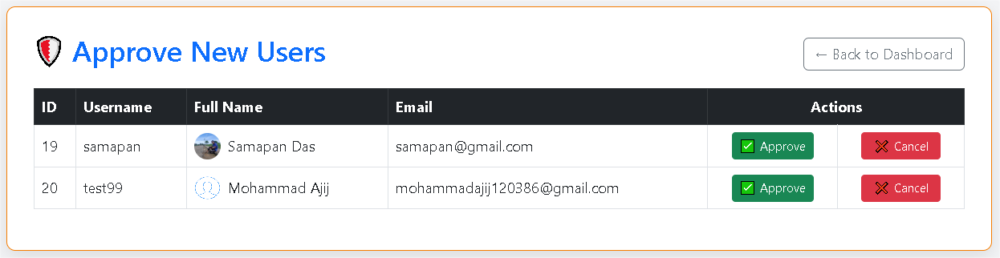 Approve New Users
← Back to Dashboard
ID Username Full Name Email Actions
19 samapan Samapan Das samapan@gmail.com Approve Cancel
20 test99 Mohammad Ajij mohammadajij120386@gmail.com Approve Cancel